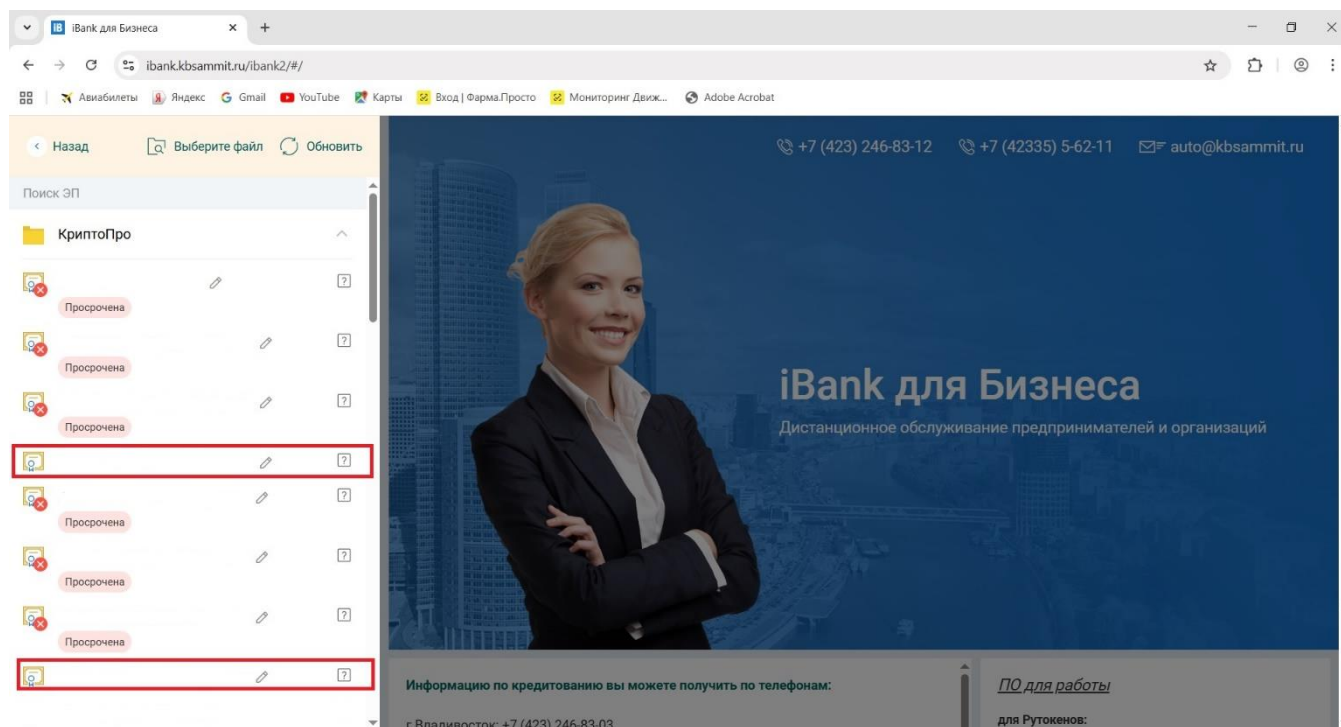 iB iBank для Бизнеса
ibank.kbsammit.ru/ibank2/#/
Авиабилеты Яндекс Gmail YouTube Карты Вход | Фарма.Просто Мониторинг Движ... Adobe Acrobat
Назад Выберите файл Обновить
+7 (423) 246-83-12 +7 (42335) 5-62-11 auto@kbsammit.ru
Поиск ЭП
КриптоПро
Просрочена
Просрочена
Просрочена
Просрочена
Просрочена
Просрочена
iBank для Бизнеса
Дистанционное обслуживание предпринимателей и организаций
Информацию по кредитованию вы можете получить по телефонам:
г.Владивосток: +7 (423) 246-83-03
ПО для работы
для Рутокенов: